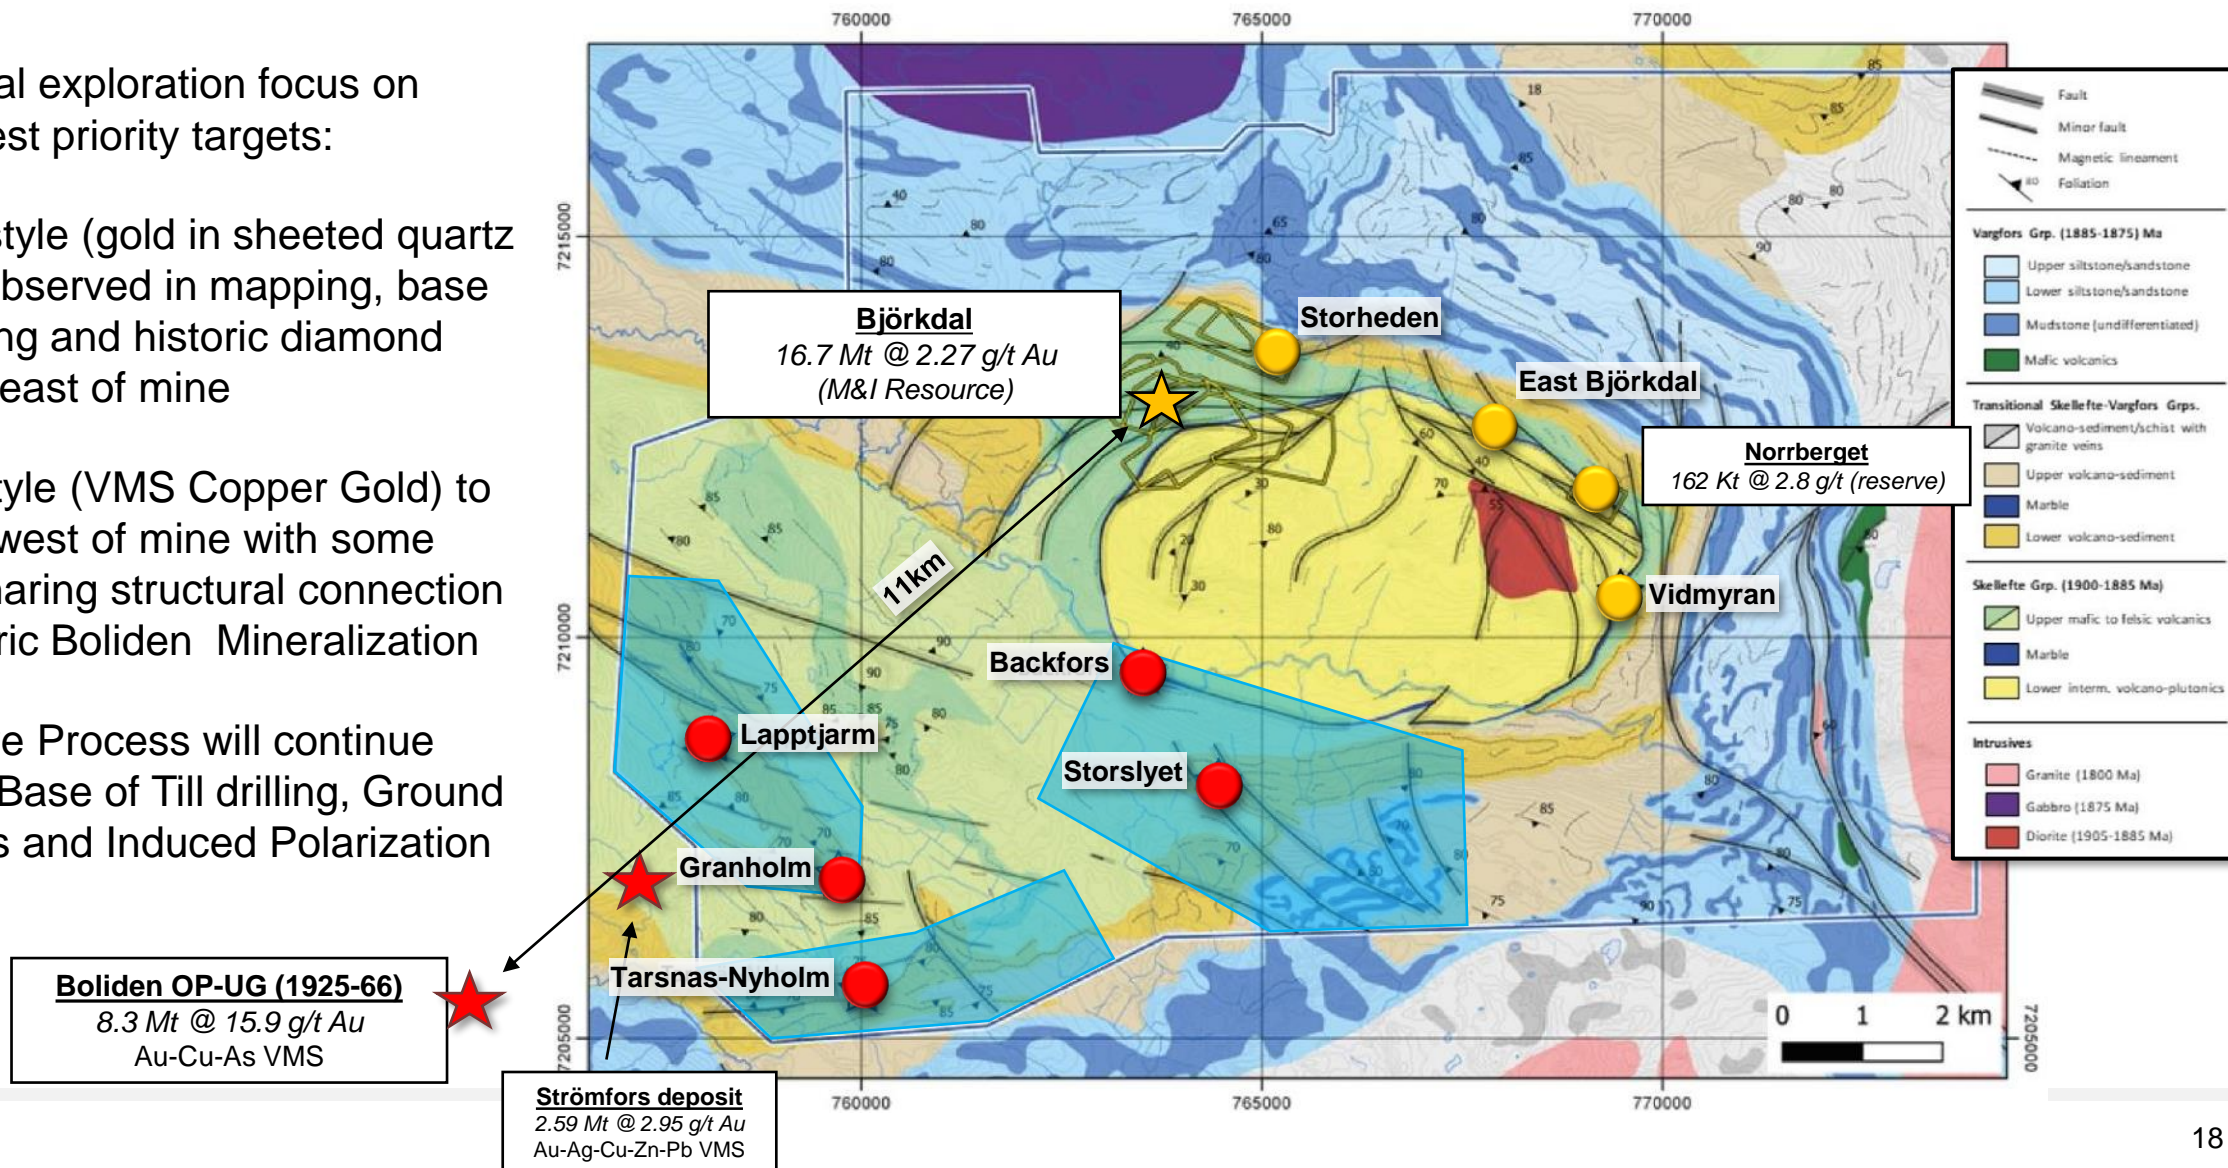 al exploration focus on
est priority targets:
style (gold in sheeted quartz
bserved in mapping, base
ng and historic diamond
east of mine
tyle (VMS Copper Gold) to
west of mine with some
haring structural connection
ric Boliden Mineralization
e Process will continue
Base of Till drilling, Ground
s and Induced Polarization
760000
765000
770000
7215000
7210000
7205000
Björkdal
16.7 Mt @ 2.27 g/t Au
(M&I Resource)
Storheden
East Björkdal
Norrberget
162 Kt @ 2.8 g/t (reserve)
Vidmyran
11km
Backfors
Lapptjarm
Storslyet
Granholm
Tarsnas-Nyholm
Boliden OP-UG (1925-66)
8.3 Mt @ 15.9 g/t Au
Au-Cu-As VMS
Strömfors deposit
2.59 Mt @ 2.95 g/t Au
Au-Ag-Cu-Zn-Pb VMS
0 1 2 km
7205000
760000
765000
770000
Fault
Minor fault
Magnetic lineament
80 Foliation
Vargfors Grp. (1885-1875) Ma
Upper siltstone/sandstone
Lower siltstone/sandstone
Mudstone (undifferentiated)
Mafic volcanics
Transitional Skellefte-Vargfors Grps.
Volcano-sediment/schist with
granite veins
Upper volcano-sediment
Marble
Lower volcano-sediment
Skellefte Grp. (1900-1885 Ma)
Upper mafic to felsic volcanics
Marble
Lower interm. volcano-plutonics
Intrusives
Granite (1800 Ma)
Gabbro (1875 Ma)
Diorite (1905-1885 Ma)
18